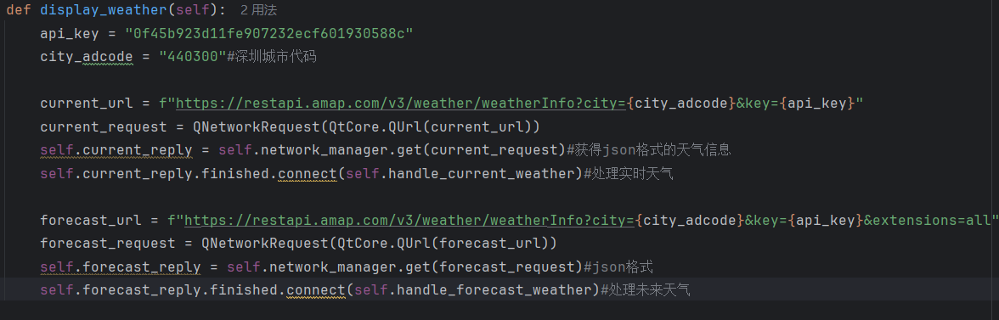 def display_weather(self): 2 用法
api_key = "0f45b923d11fe907232ecf601930588c"
city_adcode = "440300"#深圳城市代码
current_url = f"https://restapi.amap.com/v3/weather/weatherInfo?city={city_adcode}&key={api_key}"
current_request = QNetworkRequest(QtCore.QUrl(current_url))
self.current_reply = self.network_manager.get(current_request)#获得json格式的天气信息
self.current_reply.finished.connect(self.handle_current_weather)#处理实时天气
forecast_url = f"https://restapi.amap.com/v3/weather/weatherInfo?city={city_adcode}&key={api_key}&extensions=all"
forecast_request = QNetworkRequest(QtCore.QUrl(forecast_url))
self.forecast_reply = self.network_manager.get(forecast_request)#json格式
self.forecast_reply.finished.connect(self.handle_forecast_weather)#处理未来天气